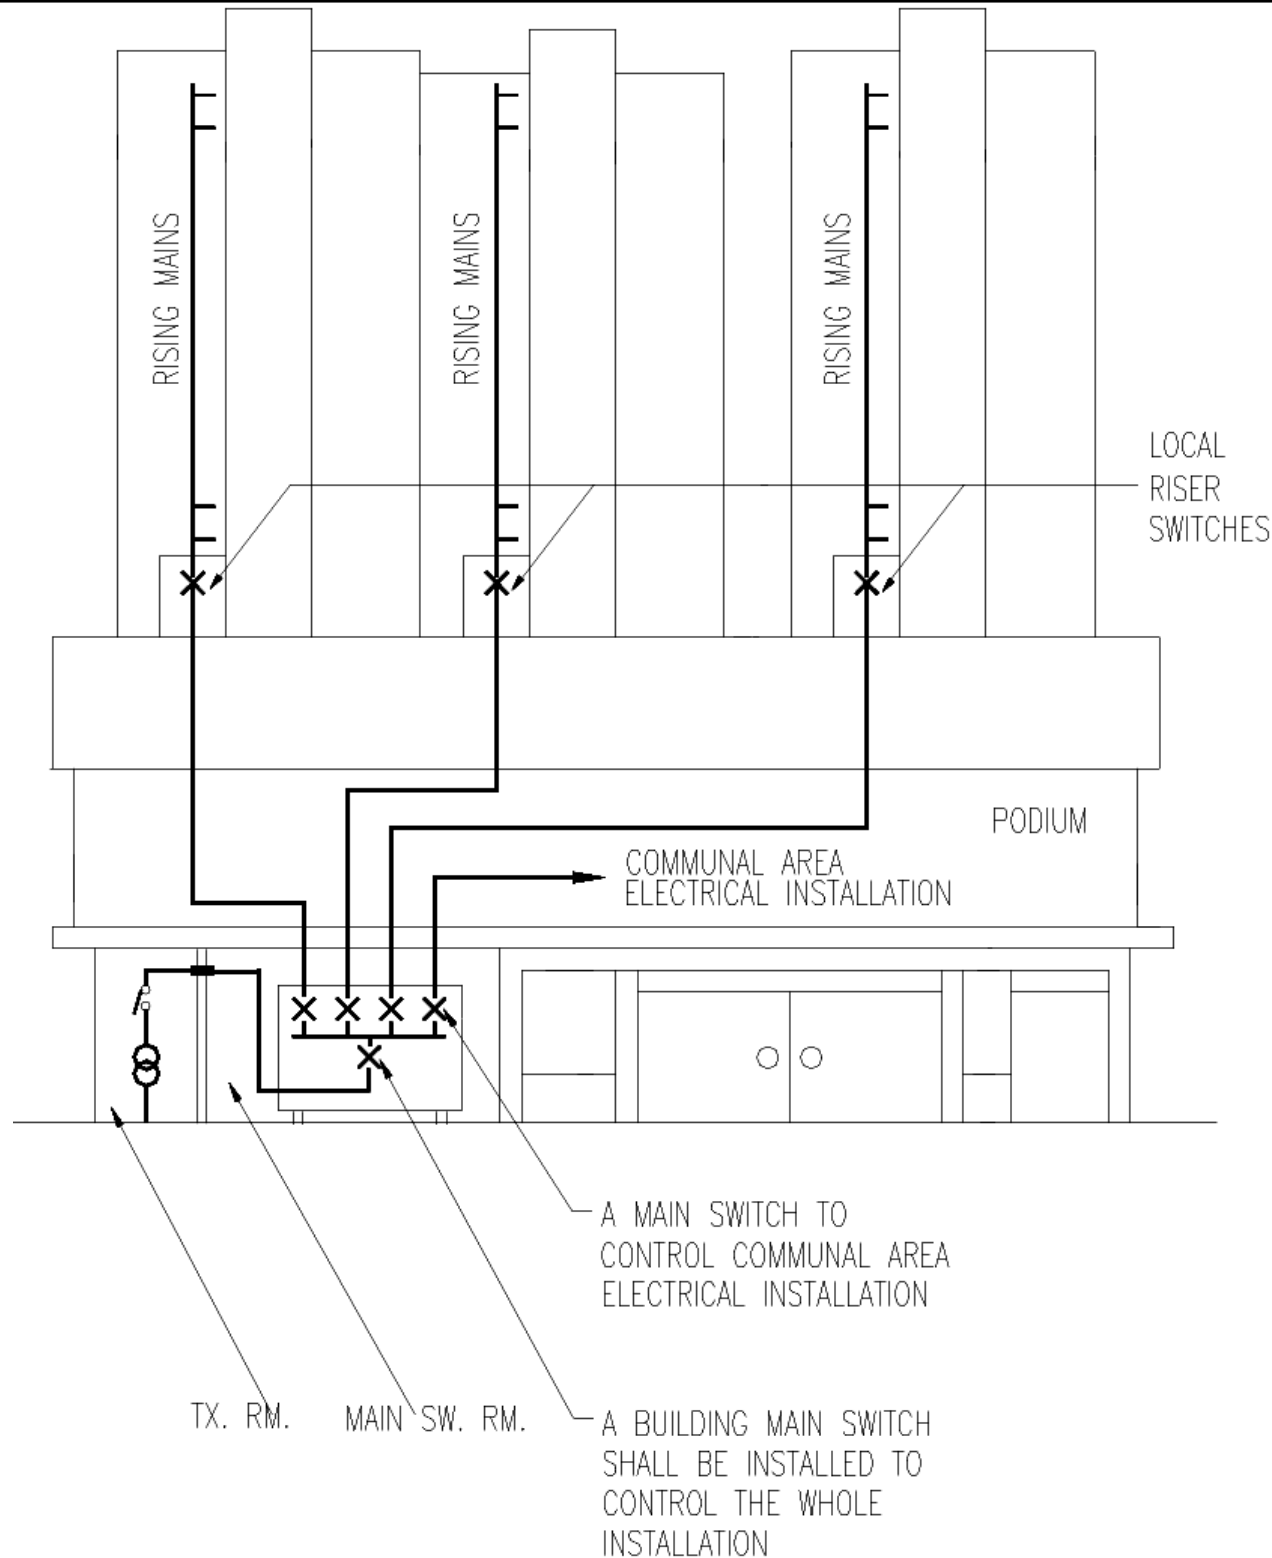 RISING MAINS
RISING MAINS
RISING MAINS
LOCAL
RISER
SWITCHES
PODIUM
COMMUNAL AREA
ELECTRICAL INSTALLATION
A MAIN SWITCH TO
CONTROL COMMUNAL AREA
ELECTRICAL INSTALLATION
TX. RM.
MAIN SW. RM.
A BUILDING MAIN SWITCH
SHALL BE INSTALLED TO
CONTROL THE WHOLE
INSTALLATION